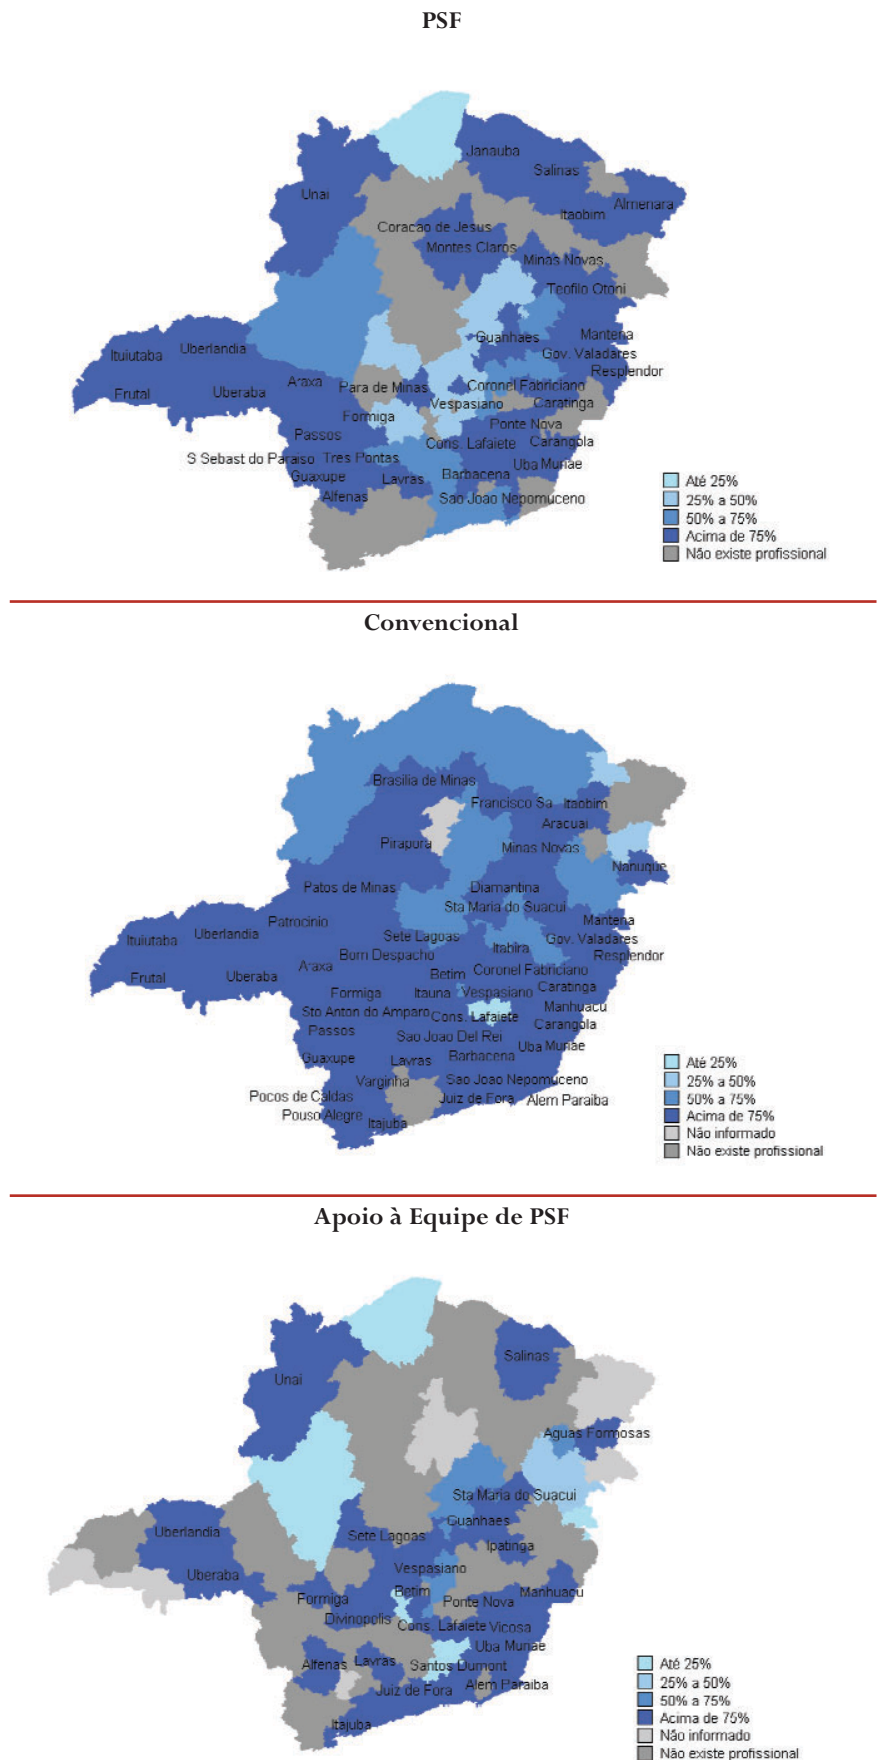 PSF
Janauba
Salinas
Unai
Almenara
Itaobim
Coracao de Jesus
Montes Claros
Minas Novas
Teofilo Otoni
Guanhaes
Mantena
Gov. Valadares
Ituiutaba
Uberlandia
Resplendor
Araxa
Para de Minas
Coronel Fabriciano
Frutal
Uberaba
Vespasiano
Caratinga
Formiga
Ponte Nova
Passos
Cons. Lafaiete
Carangola
S Sebast do Paraiso
Tres Pontas
Uba Muriae
Guaxupe
Lavras
Barbacena
Alfenas
Sao Joao Nepomuceno
Até 25%
25% a 50%
50% a 75%
Acima de 75%
Não existe profissional
Convencional
Brasilia de Minas
Francisco Sa
Itaobim
Aracuai
Pirapora
Minas Novas
Nanuque
Patos de Minas
Diamantina
Sta Maria do Suacui
Patrocinio
Mantena
Ituiutaba
Uberlandia
Sete Lagoas
Gov. Valadares
Itabira
Bom Despacho
Resplendor
Araxa
Betim
Coronel Fabriciano
Frutal
Uberaba
Caratinga
Formiga
Itauna
Vespasiano
Manhuacu
Sto Anton do Amparo
Cons. Lafaiete
Carangola
Passos
Sao Joao Del Rei
Uba Muriae
Guaxupe
Lavras
Barbacena
Varginha
Sao Joao Nepomuceno
Pocos de Caldas
Juiz de Fora
Alem Paraiba
Pouso Alegre
Itajuba
Até 25%
25% a 50%
50% a 75%
Acima de 75%
Não informado
Não existe profissional
Apoio à Equipe de PSF
Salinas
Unai
Aguas Formosas
Sta Maria do Suacui
Guanhaes
Uberlandia
Sete Lagoas
Ipatinga
Vespasiano
Uberaba
Betim
Manhuacu
Formiga
Ponte Nova
Divinopolis
Cons. Lafaiete
Vicosa
Uba Muriae
Alfenas
Lavras
Santos Dumont
Juiz de Fora
Alem Paraiba
Itajuba
Até 25%
25% a 50%
50% a 75%
Acima de 75%
Não informado
Não existe profissional